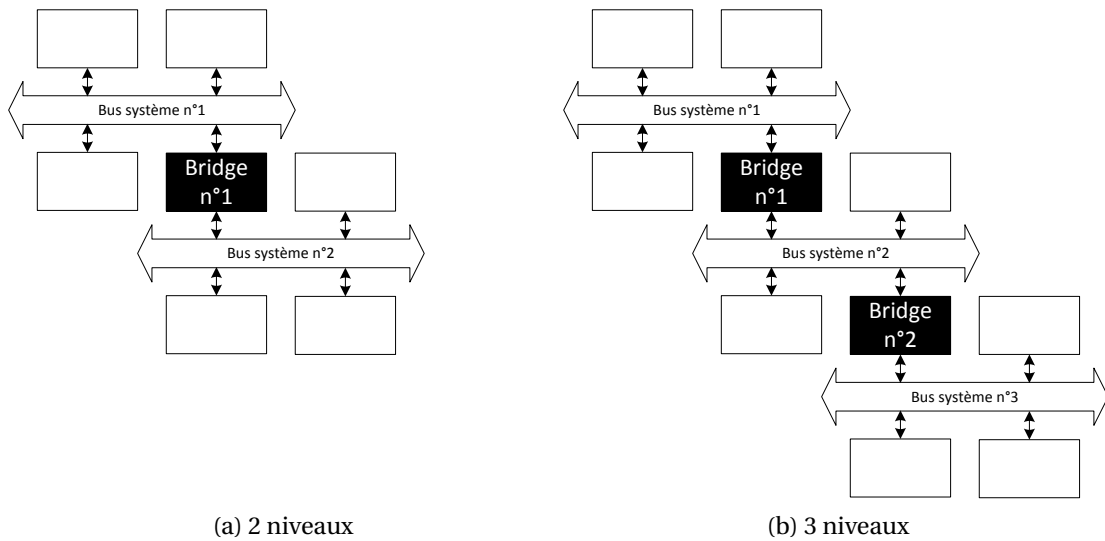 Bus système n°1
Bridge
n°1
Bus système n°2
(a) 2 niveaux
Bus système n°1
Bridge
n°1
Bus système n°2
Bridge
n°2
Bus système n°3
(b) 3 niveaux